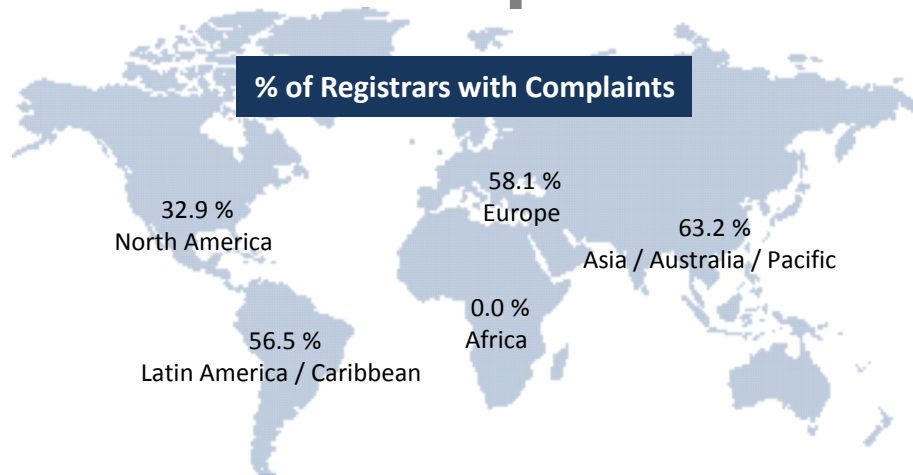 % of Registrars with Complaints
58.1 %
Europe
32.9 %
North America
63.2 %
Asia / Australia / Pacific
0.0 %
Africa
56.5 %
Latin America / Caribbean